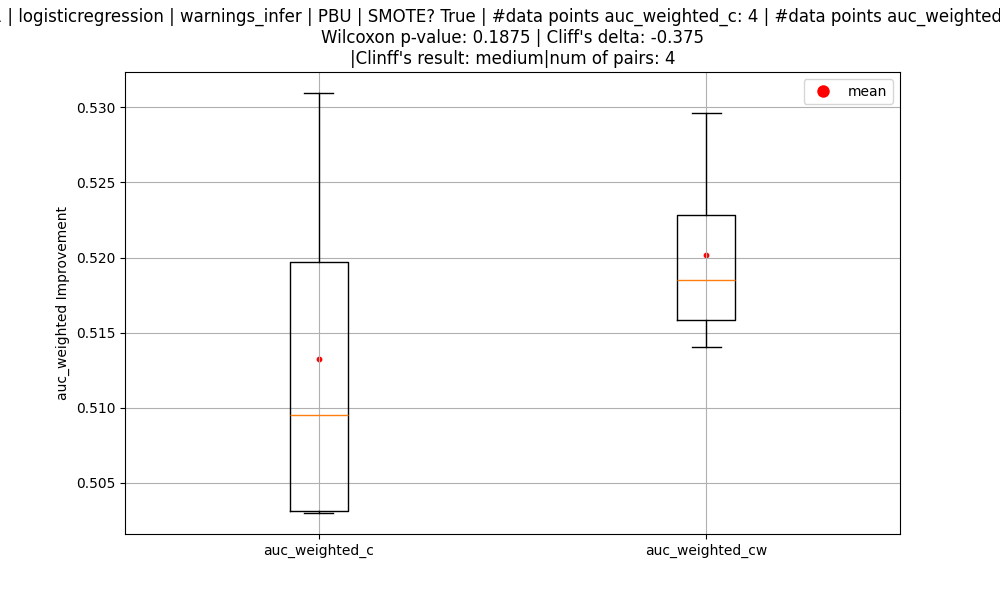 | logisticregression | warnings_infer | PBU | SMOTE? True | #data points auc_weighted_c: 4 | #data points auc_weighted
Wilcoxon p-value: 0.1875 | Cliff's delta: -0.375
|Clinff's result: medium|num of pairs: 4
mean
0.530
0.525
0.520
0.515
0.510
0.505
auc_weighted Improvement
auc_weighted_c
auc_weighted_cw